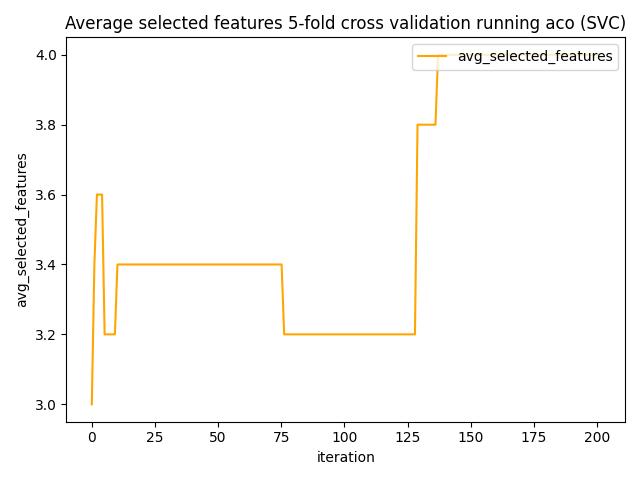 Average selected features 5-fold cross validation running aco (SVC)
avg_selected_features
4.0
3.8
3.6
3.4
3.2
3.0
avg_selected_features
0 25 50 75 100 125 150 175 200
iteration